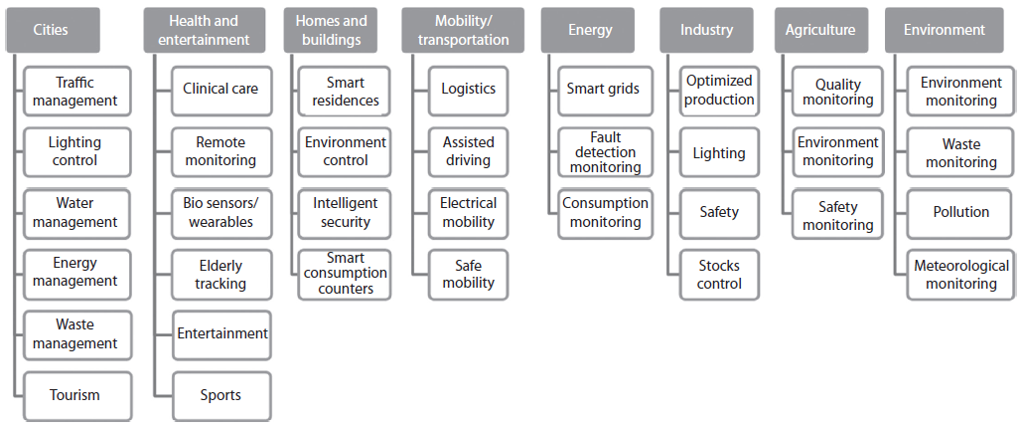 Cities
Traffic
management
Lighting
control
Water
management
Energy
management
Waste
management
Tourism
Health and
entertainment
Clinical care
Remote
monitoring
Bio sensors/
wearables
Elderly
tracking
Entertainment
Sports
Homes and
buildings
Smart
residences
Environment
control
Intelligent
security
Smart
consumption
counters
Mobility/
transportation
Logistics
Assisted
driving
Electrical
mobility
Safe
mobility
Energy
Smart grids
Fault
detection
monitoring
Consumption
monitoring
Industry
Optimized
production
Lighting
Safety
Stocks
control
Agriculture
Quality
monitoring
Environment
monitoring
Safety
monitoring
Environment
Environment
monitoring
Waste
monitoring
Pollution
Meteorological
monitoring